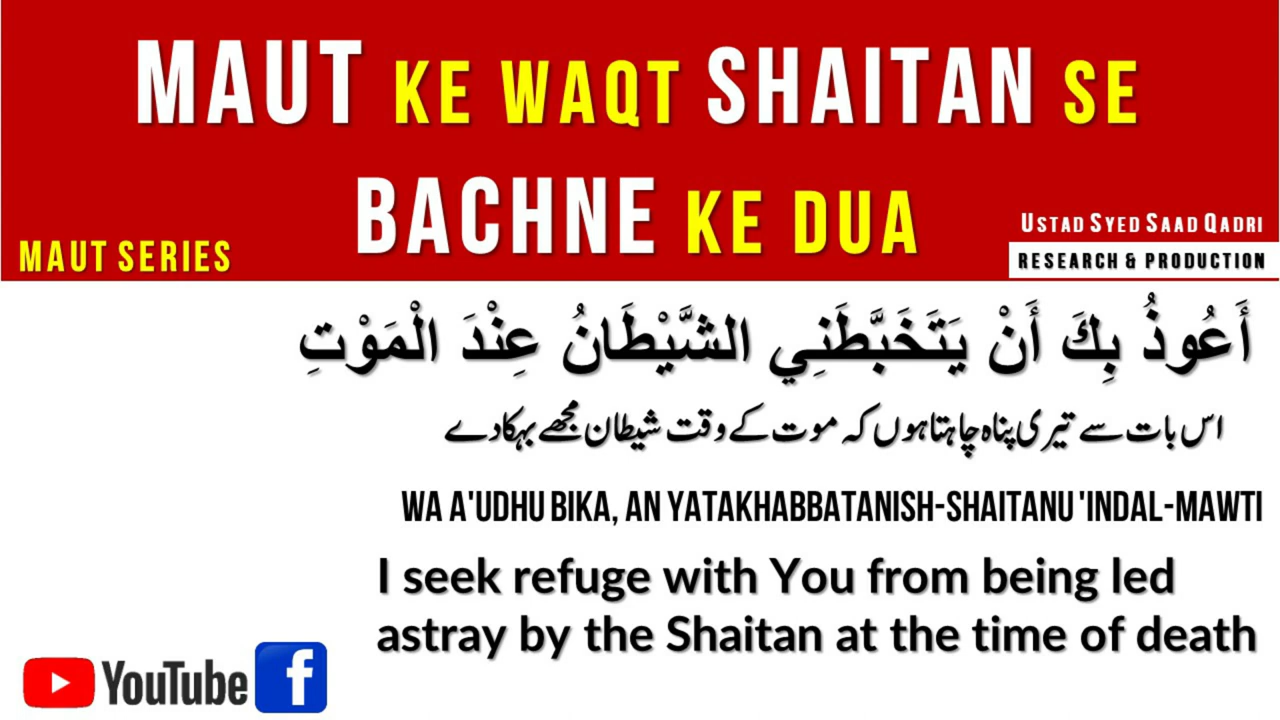 MAUT KE WAQT SHAITAN SE
BACHNE KE DUA
MAUT SERIES
USTAD SYED SAAD QADRI
RESEARCH & PRODUCTION
أَعُوذُ بِكَ أَنْ يَتَخَبَّطَنِي الشَّيْطَانُ عِنْدَ الْمَوْتِ
اس بات سے تیری پناہ چاہتا ہوں کہ موت کے وقت شیطان مجھے بہکا دے
WA A'UDHU BIKA, AN YATAKHABBATANISH-SHAITANU 'INDAL-MAWTI
I seek refuge with You from being led
astray by the Shaitan at the time of death
YouTube f